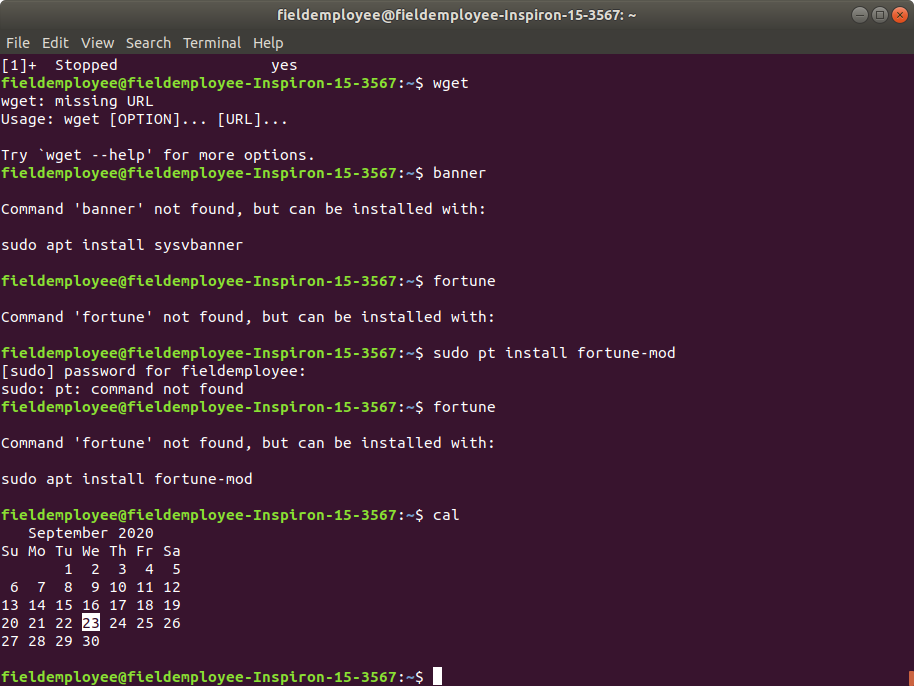 fieldemployee@fieldemployee-Inspiron-15-3567: ~
File Edit View Search Terminal Help
[1]+  Stopped                 yes
fieldemployee@fieldemployee-Inspiron-15-3567:~$ wget
wget: missing URL
Usage: wget [OPTION]... [URL]...
Try `wget --help' for more options.
fieldemployee@fieldemployee-Inspiron-15-3567:~$ banner
Command 'banner' not found, but can be installed with:
sudo apt install sysvbanner
fieldemployee@fieldemployee-Inspiron-15-3567:~$ fortune
Command 'fortune' not found, but can be installed with:
fieldemployee@fieldemployee-Inspiron-15-3567:~$ sudo pt install fortune-mod
[sudo] password for fieldemployee:
sudo: pt: command not found
fieldemployee@fieldemployee-Inspiron-15-3567:~$ fortune
Command 'fortune' not found, but can be installed with:
sudo apt install fortune-mod
fieldemployee@fieldemployee-Inspiron-15-3567:~$ cal
   September 2020
Su Mo Tu We Th Fr Sa
       1  2  3  4  5
 6  7  8  9 10 11 12
13 14 15 16 17 18 19
20 21 22 23 24 25 26
27 28 29 30
fieldemployee@fieldemployee-Inspiron-15-3567:~$